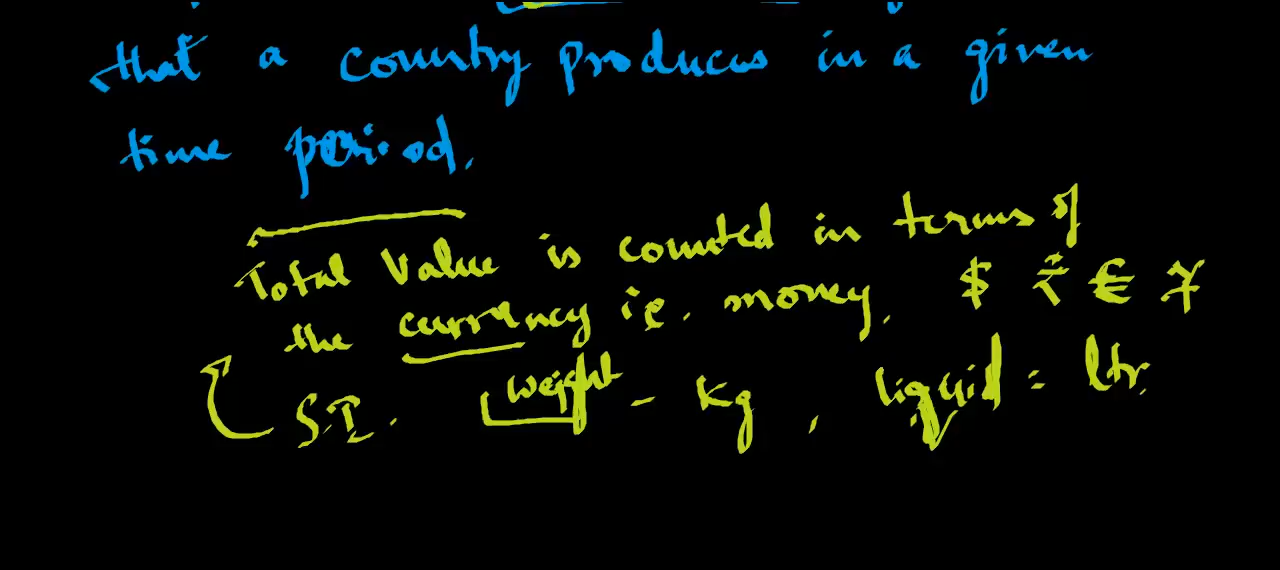 that a country produces in a given
time period.
Total Value is counted in terms of
the currency i.e. money. $ ₹ € ¥
S.I. weight - kg, liquid = ltr.